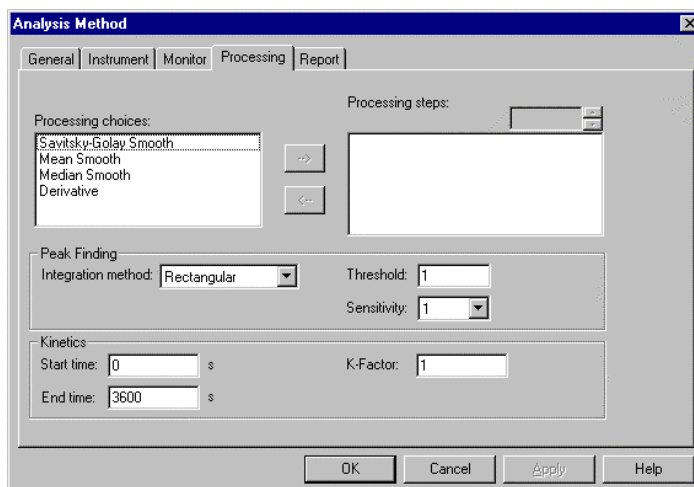 Analysis Method
General Instrument Monitor Processing Report
Processing choices:
Processing steps:
Savitsky-Golay Smooth
Mean Smooth
Median Smooth
Derivative
-->
<--
Peak Finding
Integration method: Rectangular
Threshold: 1
Sensitivity: 1
Kinetics
Start time: 0 s
K-Factor: 1
End time: 3600 s
OK Cancel Apply Help